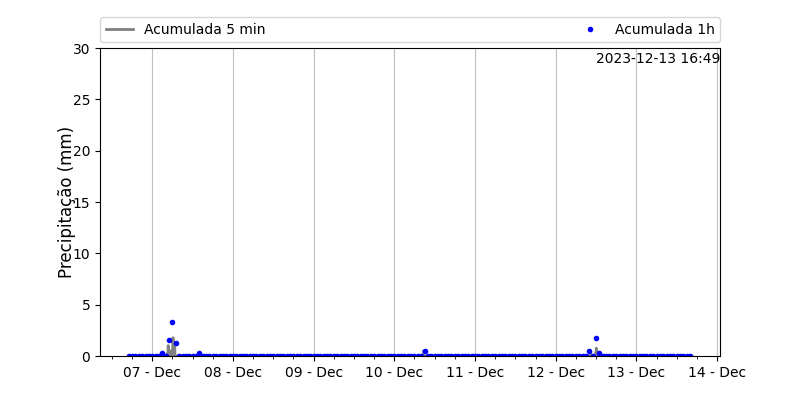 Acumulada 5 min
Acumulada 1h
2023-12-13 16:49
Precipitação (mm)
30
25
20
15
10
5
0
07 - Dec
08 - Dec
09 - Dec
10 - Dec
11 - Dec
12 - Dec
13 - Dec
14 - Dec